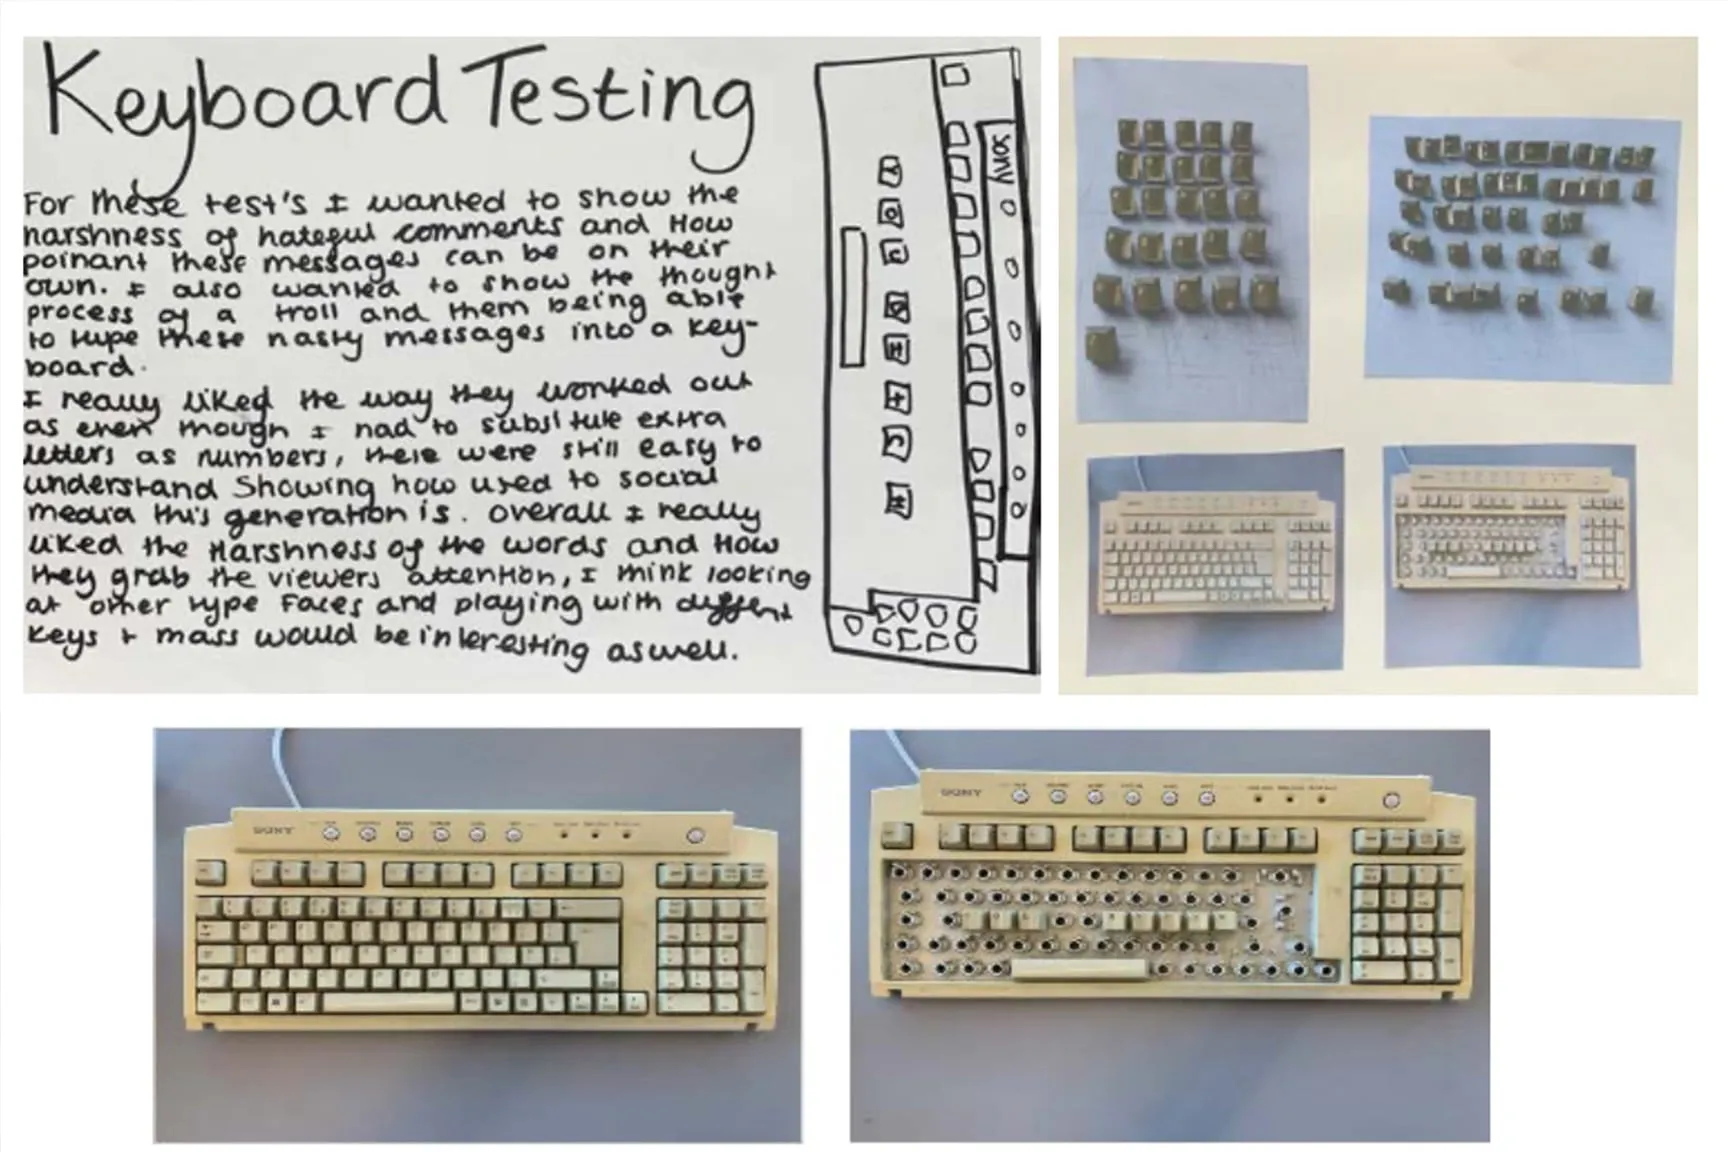 Keyboard Testing
For these test's I wanted to show the
harshness of hateful comments and How
poinant these messages can be on their
own. I also wanted to show the thought
process of a troll and them being able
to type these nasty messages into a key-
board.
I really liked the way they worked out
as even though I had to substitute extra
letters as numbers, these were still easy to
understand showing how used to social
media this generation is. overall I really
liked the Harshness of the words and How
they grab the viewers attention, I think looking
at other type Faces and playing with different
keys + mass would be interesting aswell.
SONY
SONY
SONY